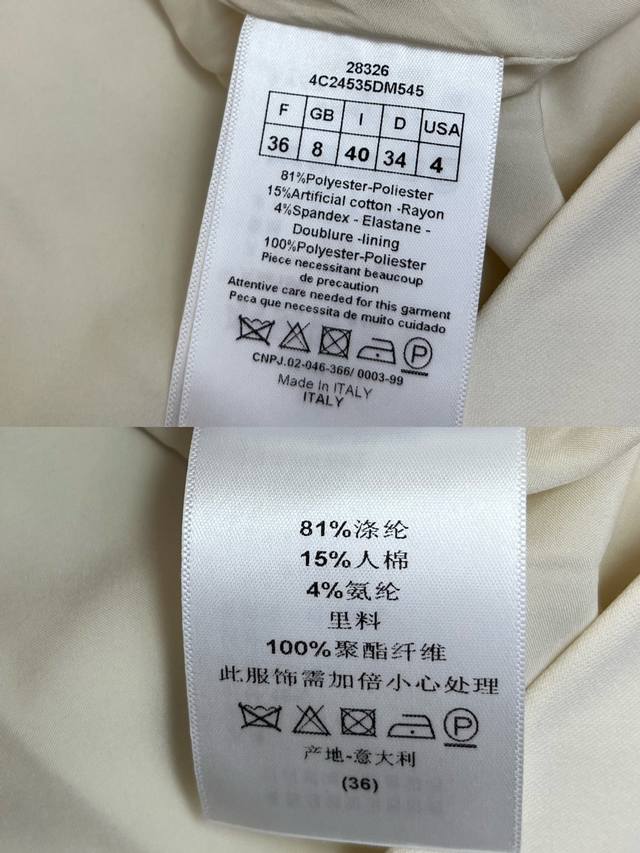 28326
4C24535DM545
F GB I D USA
36 8 40 34 4
81%Polyester-Poliester
15%Artificial cotton -Rayon
4%Spandex - Elastane -
Doublure -lining
100%Polyester-Poliester
Piece necessitant beaucoup
de precaution
Attentive care needed for this garment
Peca que necessita de muito cuidado
P
CNPJ.02-046-366/ 0003-99
Made In ITALY
ITALY
81%涤纶
15%人棉
4%氨纶
里料
100%聚酯纤维
此服饰需加倍小心处理
P
产地-意大利
(36)